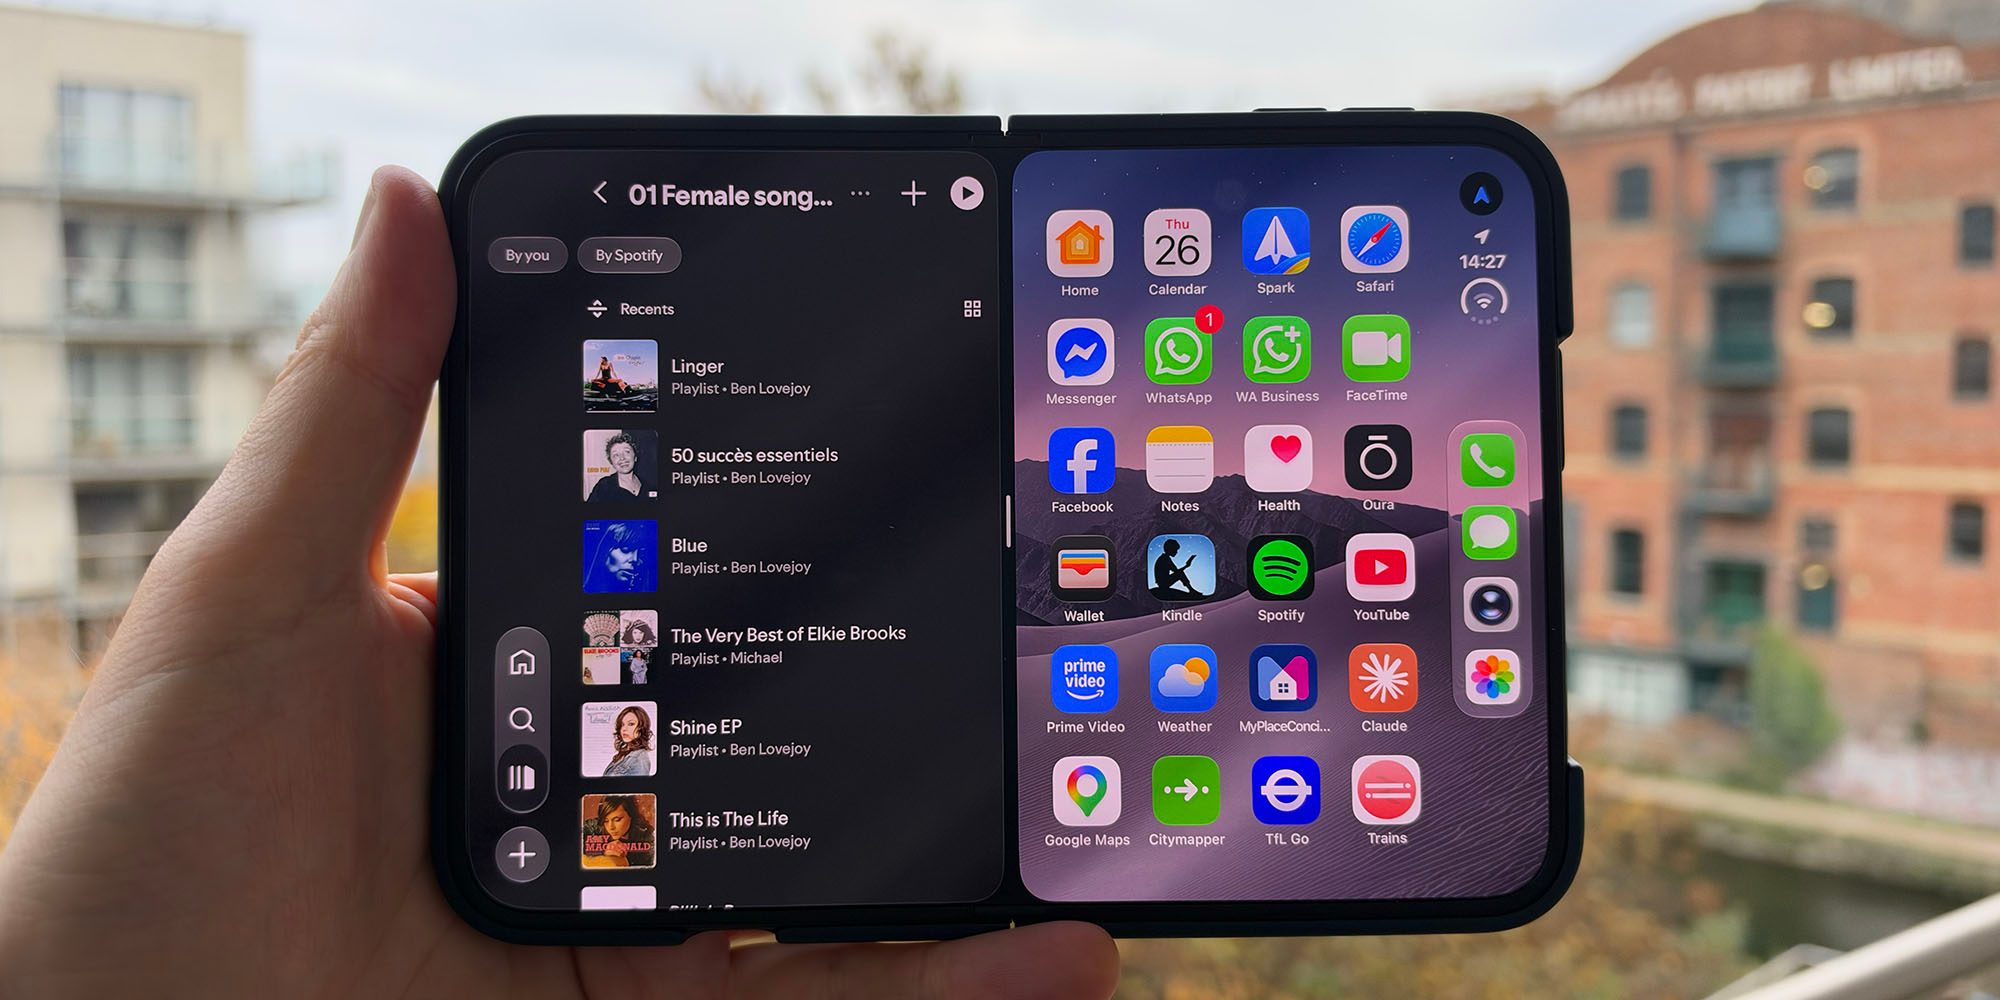 01 Female song...
By you
By Spotify
Recents
Linger
Playlist • Ben Lovejoy
50 succès essentiels
Playlist • Ben Lovejoy
Blue
Playlist • Ben Lovejoy
The Very Best of Elkie Brooks
Playlist • Michael
Shine EP
Playlist • Ben Lovejoy
AMY
MACDONALD
This is The Life
Playlist • Ben Lovejoy
14:27
Thu
26
Home
Calendar
Spark
Safari
1
Messenger
WhatsApp
WA Business
FaceTime
Facebook
Notes
Health
Oura
Wallet
Kindle
Spotify
YouTube
prime
video
Prime Video
Weather
MyPlaceConci...
Claude
Google Maps
Citymapper
TfL Go
Trains
LIMITED